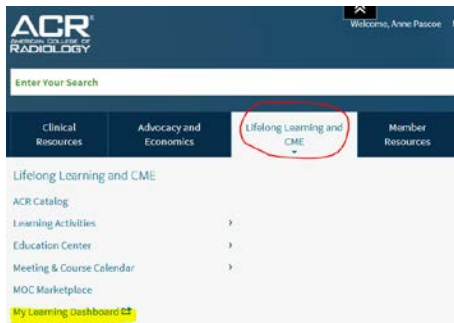 ACR®
AMERICAN COLLEGE OF
RADIOLOGY
Welcome, Anne Pascoe
Enter Your Search
Clinical
Resources
Advocacy and
Economics
Lifelong Learning and
CME
Member
Resources
Lifelong Learning and CME
ACR Catalog
Learning Activities
Education Center
Meeting & Course Calendar
MOC Marketplace
My Learning Dashboard